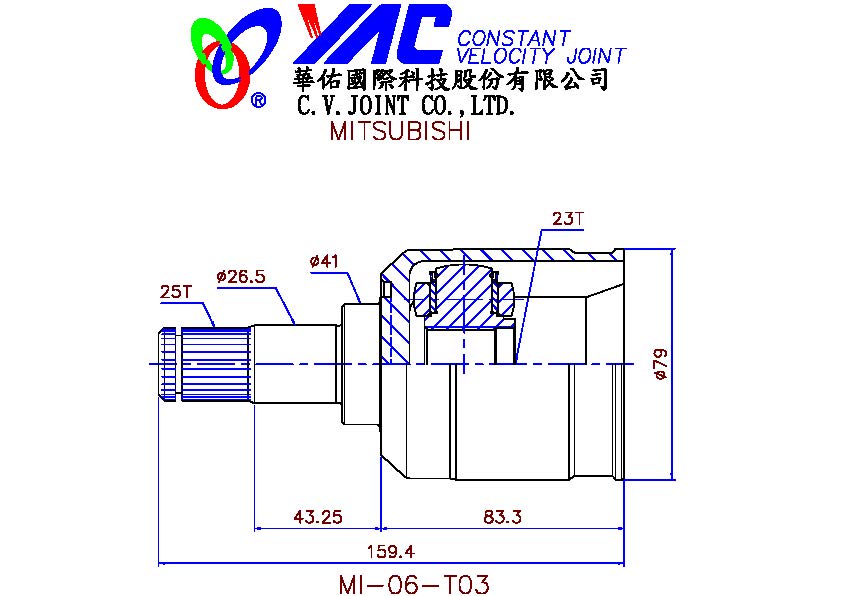 YAC CONSTANT
VELOCITY JOINT
®
華佑國際科技股份有限公司
C.V.JOINT CO.,LTD.
MITSUBISHI
23T
ø41
ø26.5
25T
ø79
43.25
83.3
159.4
MI-06-T03